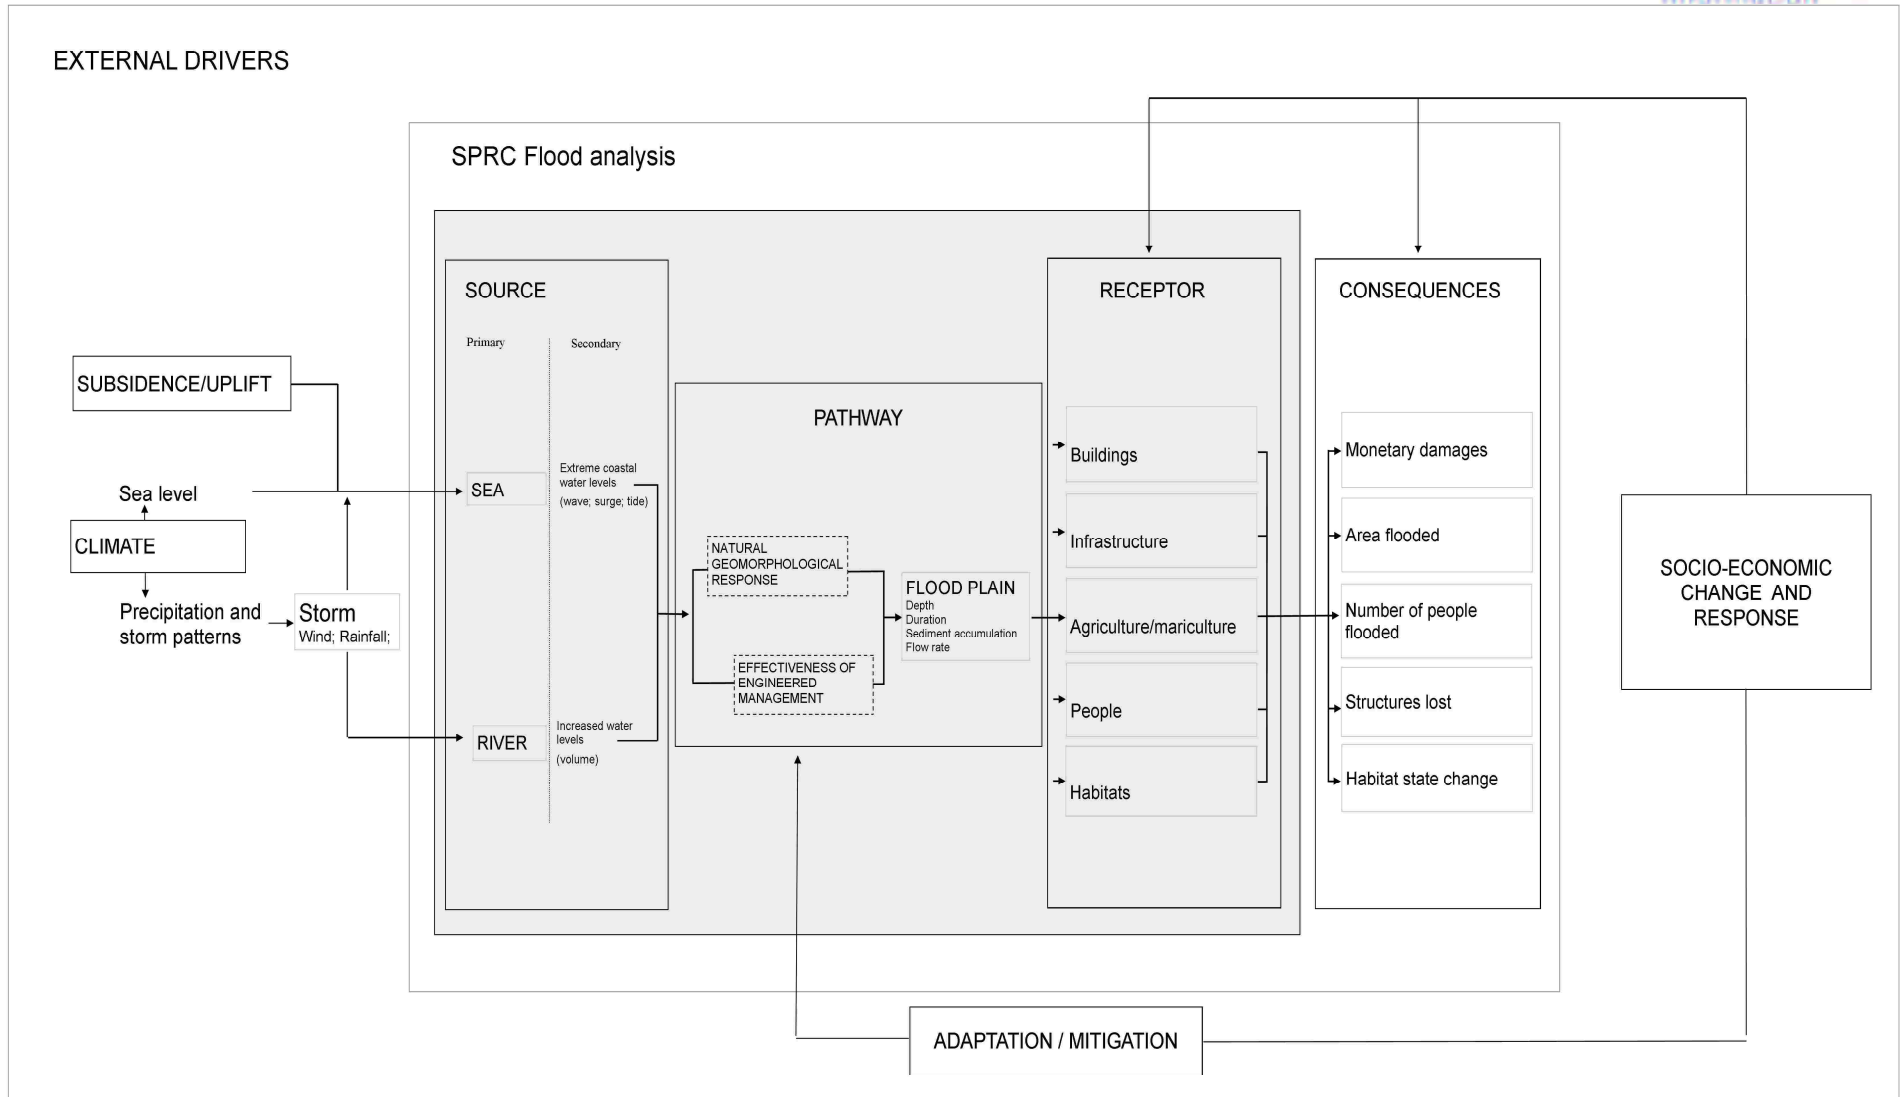 EXTERNAL DRIVERS
SPRC Flood analysis
SOURCE
Primary
Secondary
SUBSIDENCE/UPLIFT
Sea level
CLIMATE
Precipitation and
storm patterns
Storm
Wind; Rainfall;
SEA
Extreme coastal
water levels
(wave; surge; tide)
RIVER
Increased water
levels
(volume)
PATHWAY
NATURAL
GEOMORPHOLOGICAL
RESPONSE
EFFECTIVENESS OF
ENGINEERED
MANAGEMENT
FLOOD PLAIN
Depth
Duration
Sediment accumulation
Flow rate
RECEPTOR
Buildings
Infrastructure
Agriculture/mariculture
People
Habitats
CONSEQUENCES
Monetary damages
Area flooded
Number of people
flooded
Structures lost
Habitat state change
SOCIO-ECONOMIC
CHANGE AND
RESPONSE
ADAPTATION / MITIGATION